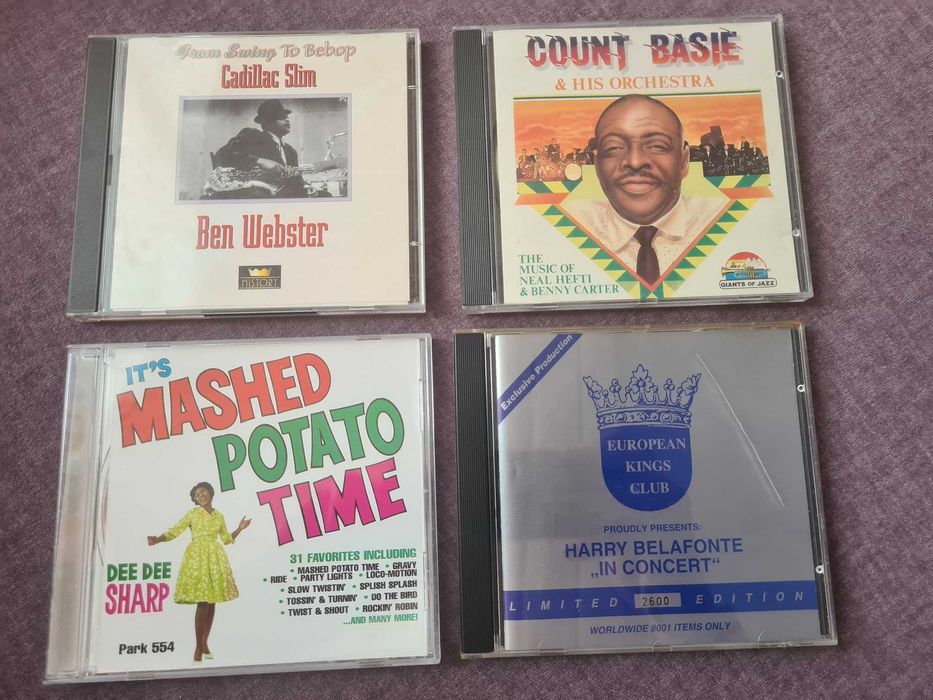 From Swing To Bebop
Cadillac Slim
Ben Webster
HISTORY
COUNT BASIE
& HIS ORCHESTRA
THE
MUSIC OF
NEAL HEFTI
& BENNY CARTER
GIANTS OF JAZZ
IT'S
MASHED
POTATO
TIME
DEE DEE
SHARP
31 FAVORITES INCLUDING
• MASHED POTATO TIME • GRAVY
• RIDE • PARTY LIGHTS • LOCO-MOTION
• SLOW TWISTIN' • SPLISH SPLASH
• TOSSIN' & TURNIN' • DO THE BIRD
• TWIST & SHOUT • ROCKIN' ROBIN
...AND MANY MORE!
Park 554
Exclusive Production
EUROPEAN
KINGS
CLUB
PROUDLY PRESENTS:
HARRY BELAFONTE
„IN CONCERT“
LIMITED 2600 EDITION
WORLDWIDE 8001 ITEMS ONLY